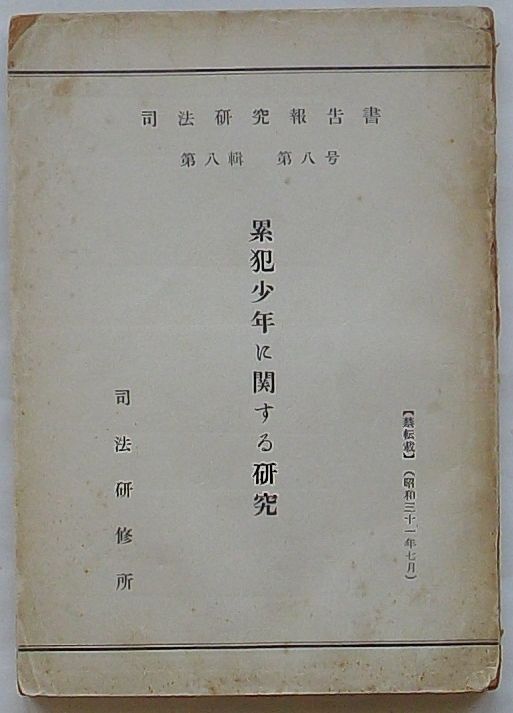 司法研究報告書
第八輯 第八号
【禁転載】（昭和三十一年七月）
累犯少年に関する研究
司法研修所